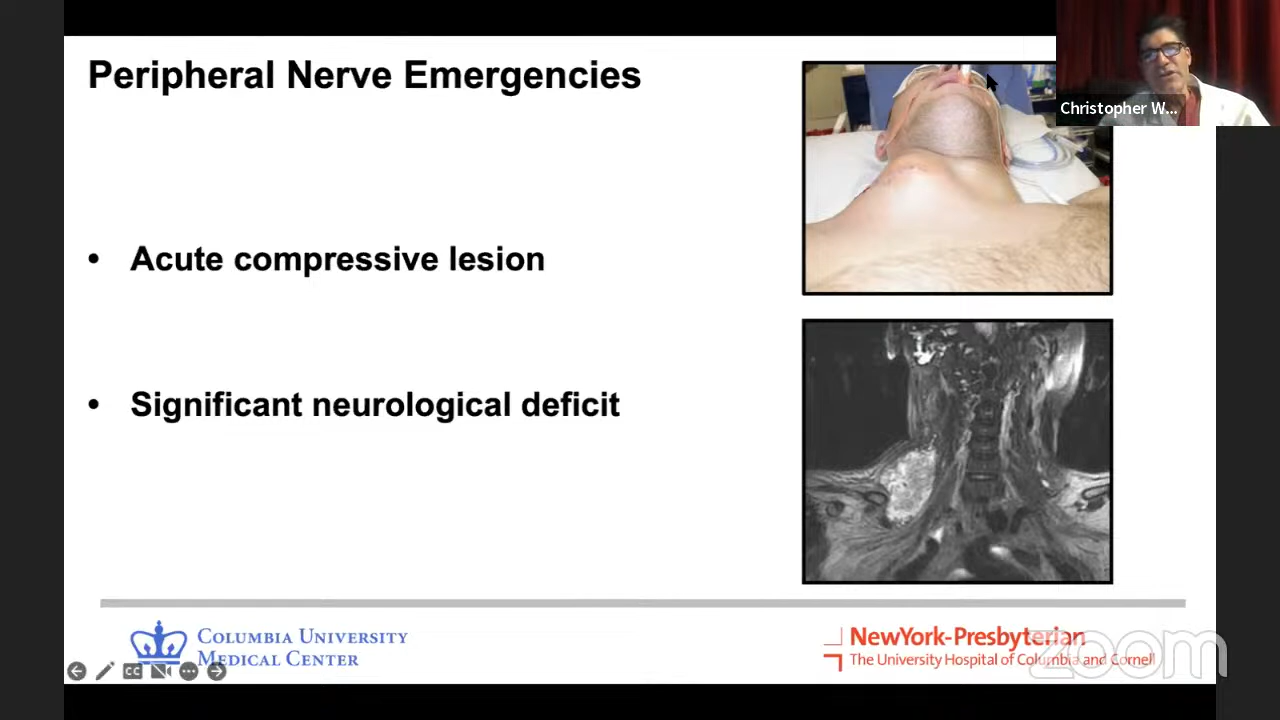 Peripheral Nerve Emergencies
Christopher W...
• Acute compressive lesion
• Significant neurological deficit
COLUMBIA UNIVERSITY
MEDICAL CENTER
NewYork-Presbyterian
The University Hospital of Columbia and Cornell
zoom
CC